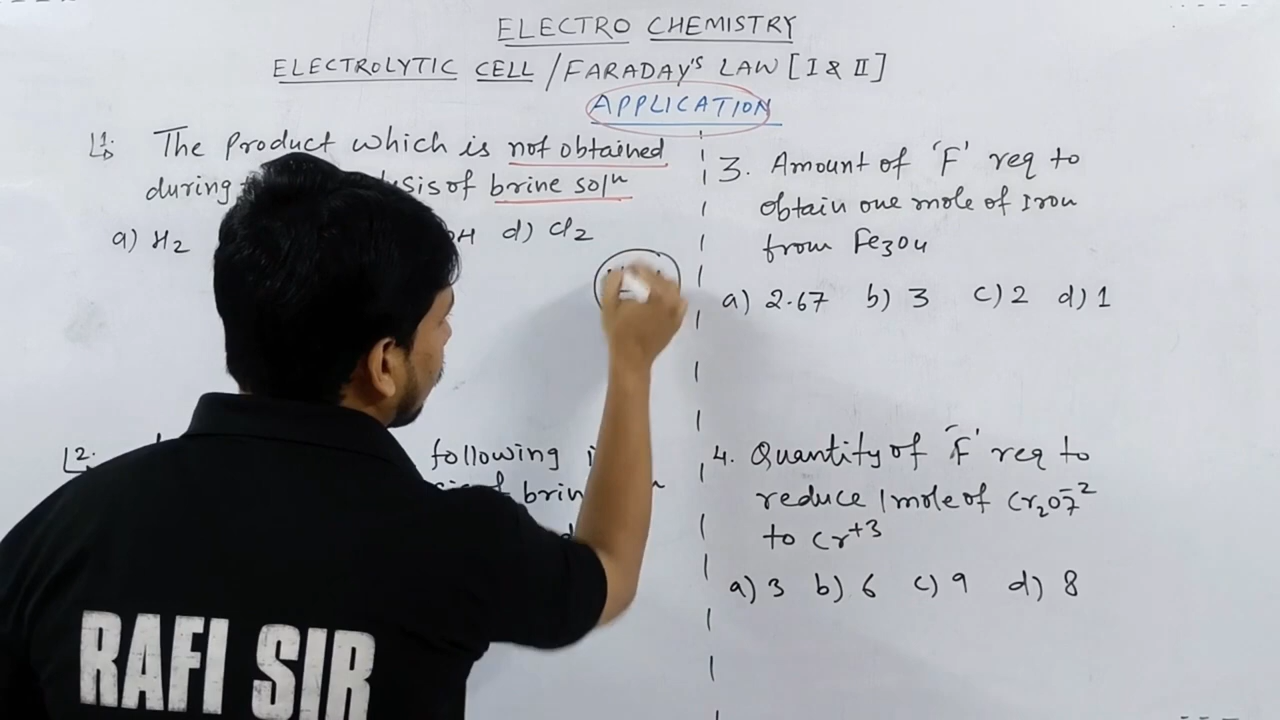 ELECTRO CHEMISTRY
ELECTROLYTIC CELL / FARADAY'S LAW [I & II]
APPLICATION
1. The Product which is not obtained
during of brine soln
a) H2 d) Cl2
2. following
of
3. Amount of 'F' req to
obtain one mole of Iron
from Fe3O4
a) 2.67 b) 3 c) 2 d) 1
4. Quantity of 'F' req to
reduce 1 mole of Cr2O7-2
to Cr+3
a) 3 b) 6 c) 9 d) 8
RAFI SIR